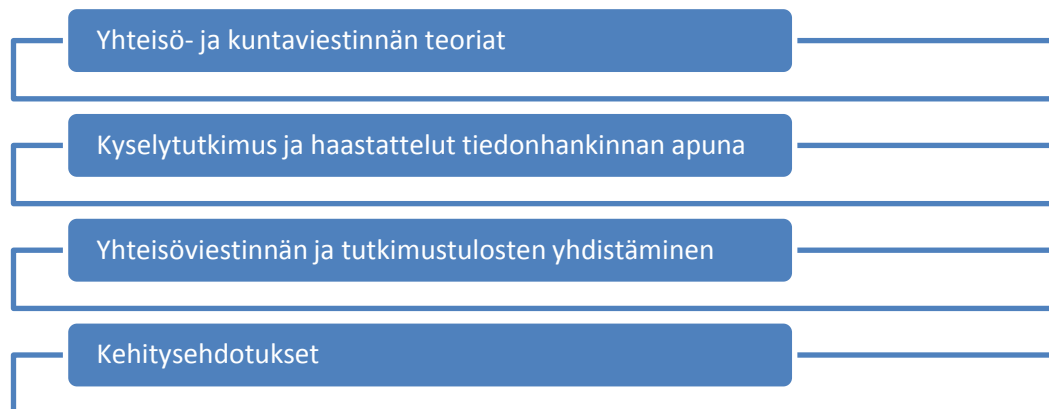 Yhteisö- ja kuntaviestinnän teoriat
Kyselytutkimus ja haastattelut tiedonhankinnan apuna
Yhteisöviestinnän ja tutkimustulosten yhdistäminen
Kehitysehdotukset